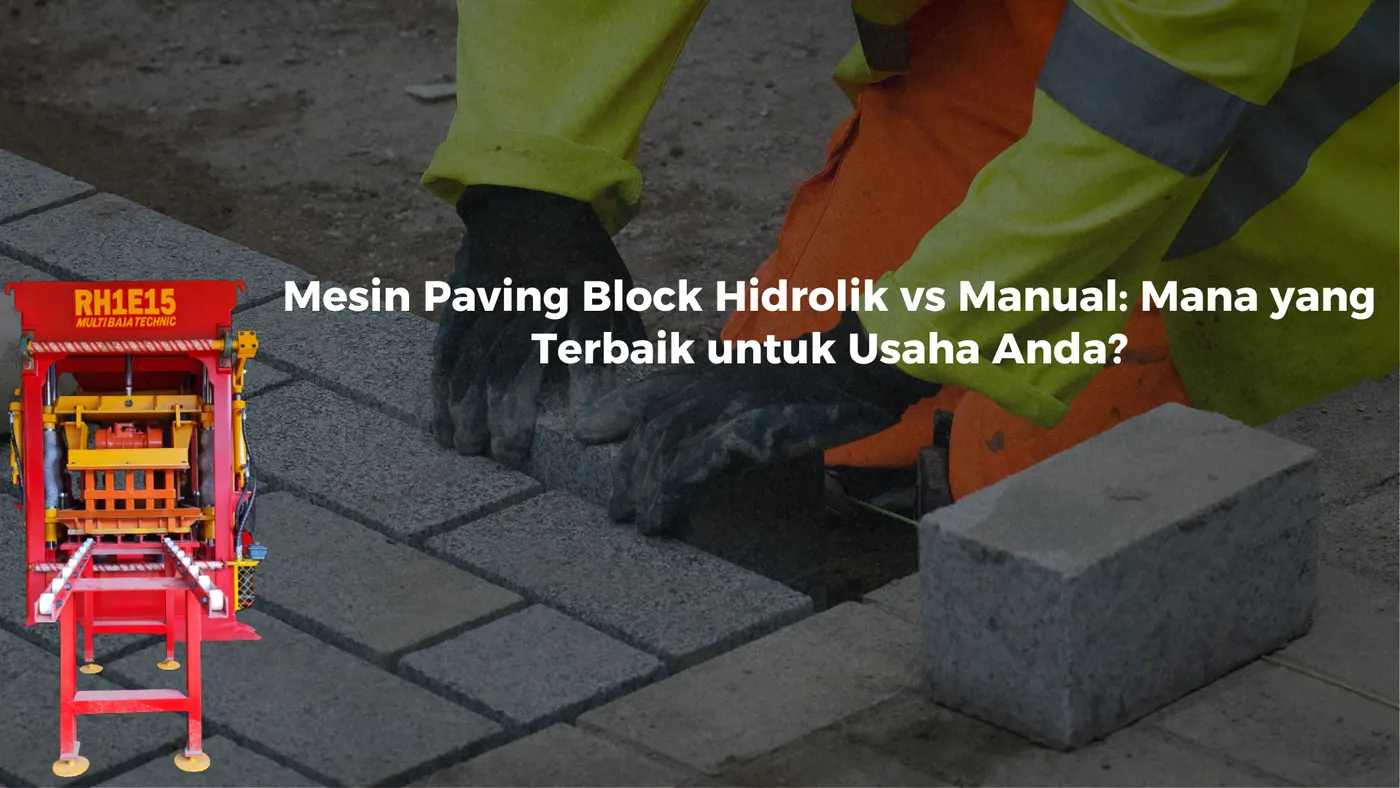 RH1E15
MULTI BAJA TECHNIC
Mesin Paving Block Hidrolik vs Manual: Mana yang
Terbaik untuk Usaha Anda?